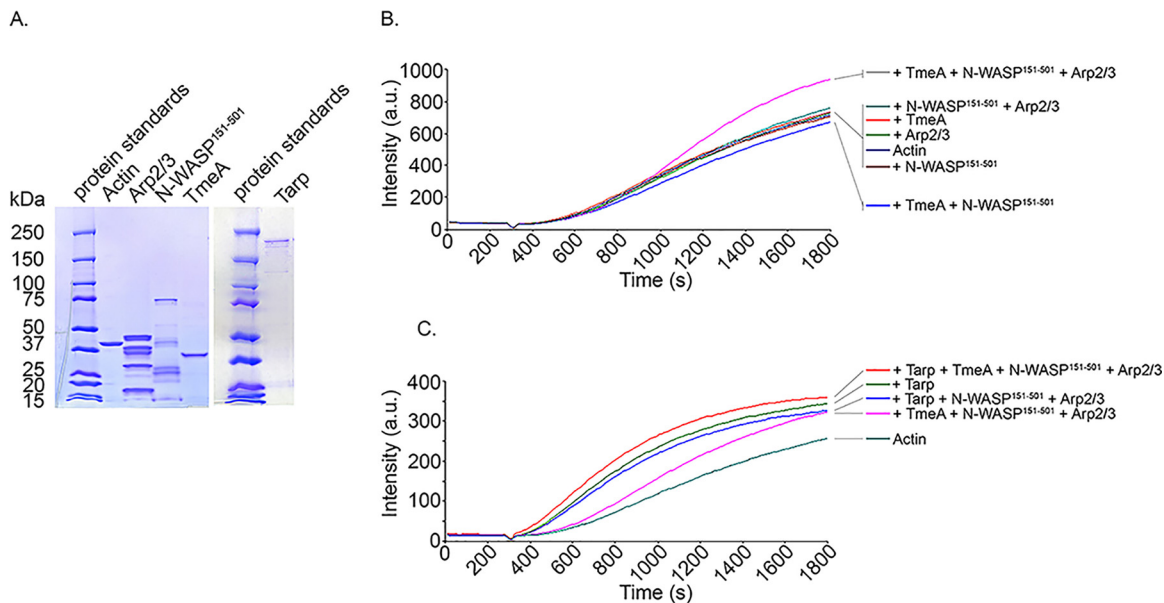 A.
protein standards
Actin
Arp2/3
N-WASP151-501
TmeA
protein standards
Tarp
kDa
250
150
100
75
50
37
25
20
15
B.
Intensity (a.u.)
1000
800
600
400
200
0
0 200 400 600 800 1000 1200 1400 1600 1800
Time (s)
+ TmeA + N-WASP151-501 + Arp2/3
+ N-WASP151-501 + Arp2/3
+ TmeA
+ Arp2/3
Actin
+ N-WASP151-501
+ TmeA + N-WASP151-501
C.
Intensity (a.u.)
400
300
200
100
0
0 200 400 600 800 1000 1200 1400 1600 1800
Time (s)
+ Tarp + TmeA + N-WASP151-501 + Arp2/3
+ Tarp
+ Tarp + N-WASP151-501 + Arp2/3
+ TmeA + N-WASP151-501 + Arp2/3
Actin